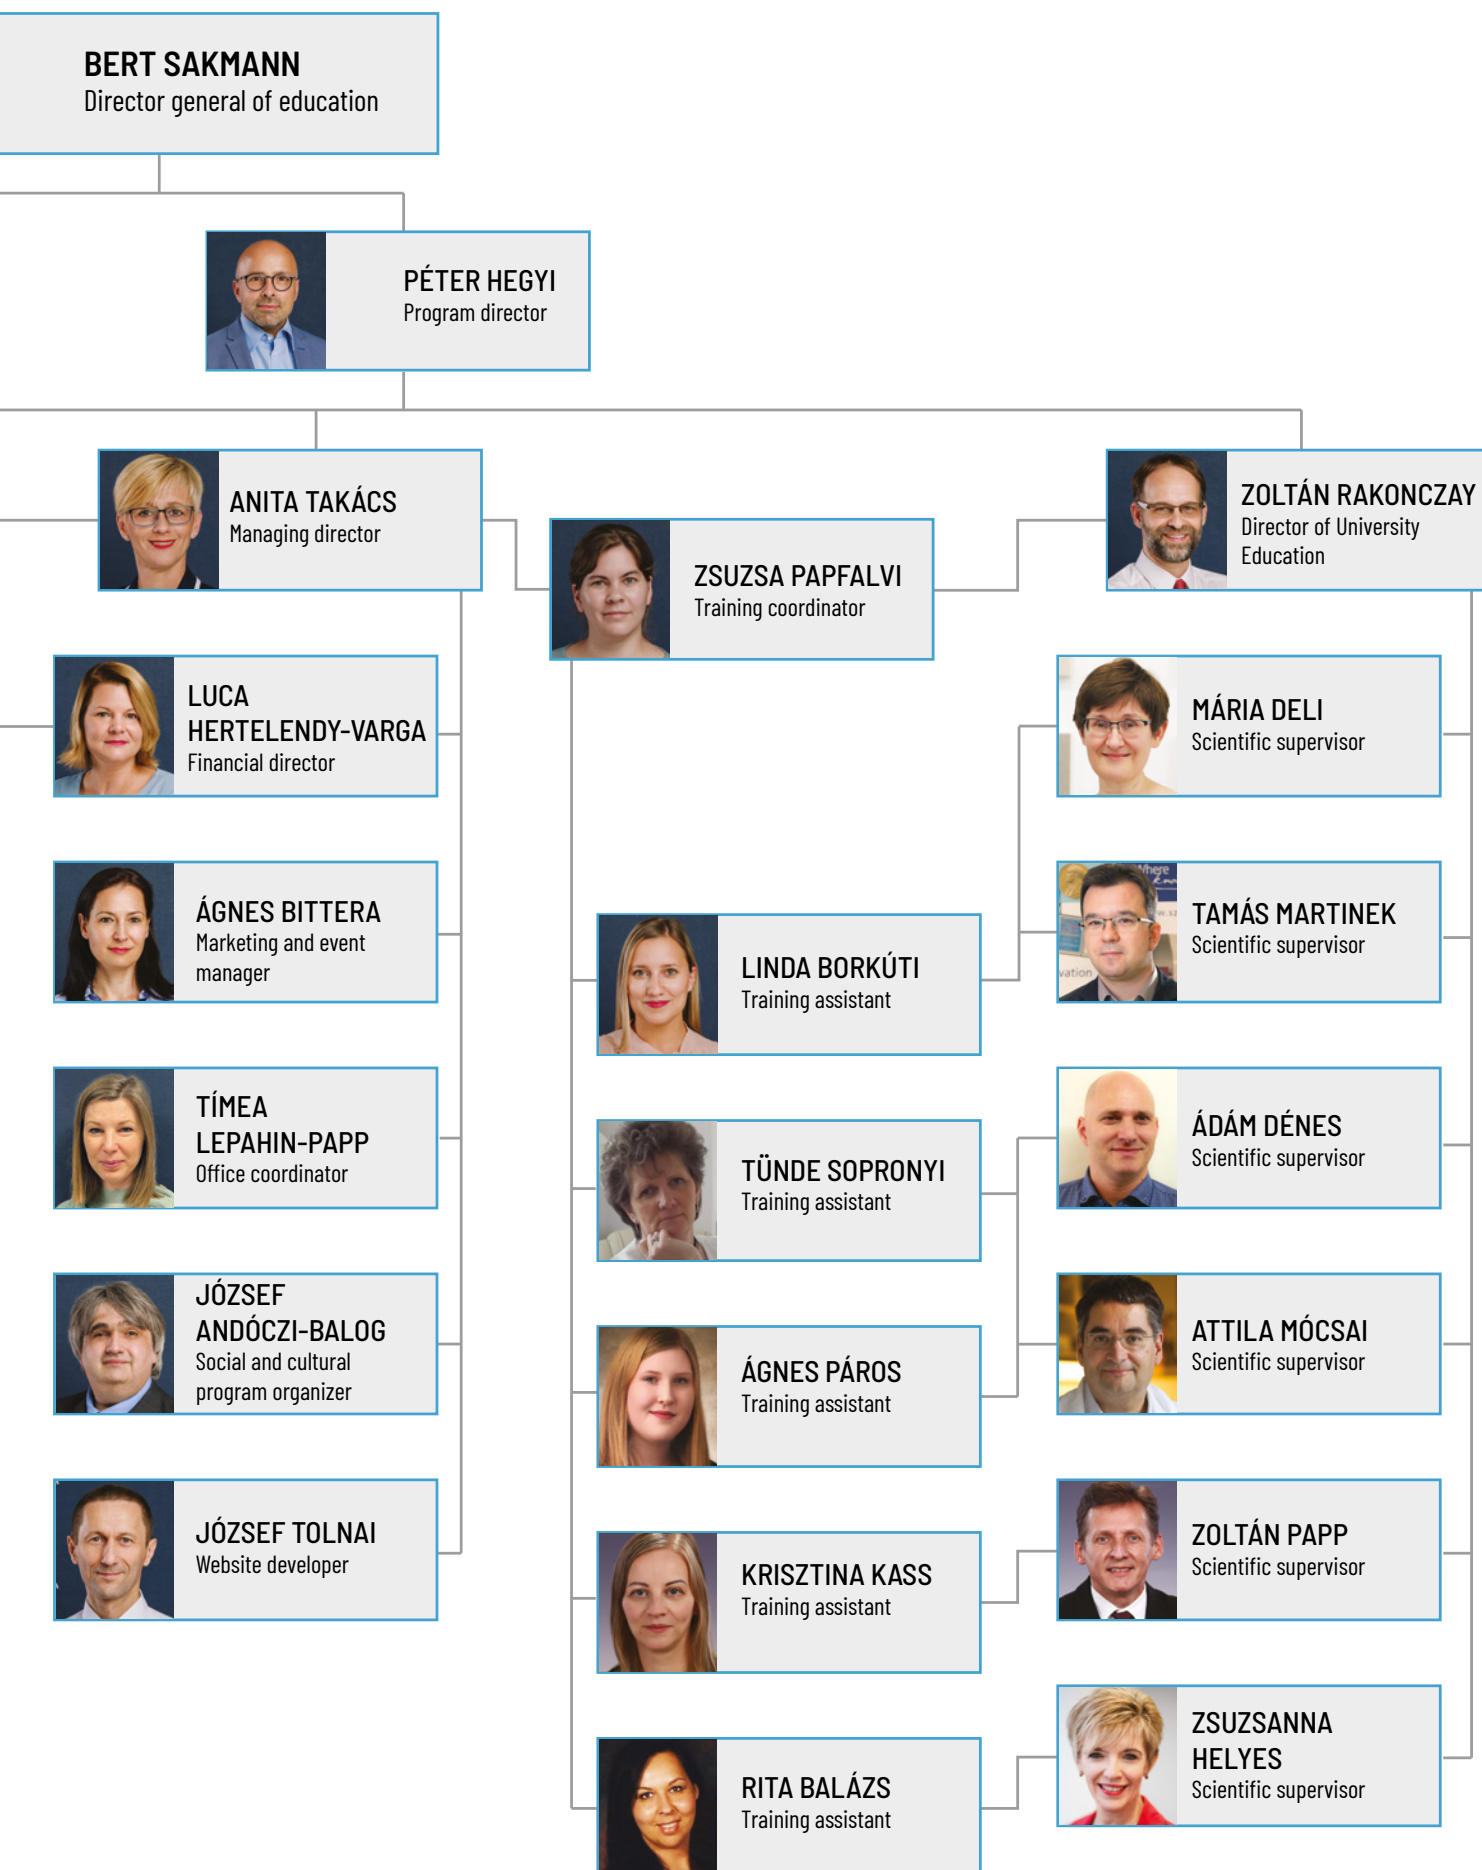 BERT SAKMANN
Director general of education
PÉTER HEGYI
Program director
ANITA TAKÁCS
Managing director
ZSUZSA PAPFALVI
Training coordinator
ZOLTÁN RAKONCZAY
Director of University
Education
LUCA
HERTELENDY-VARGA
Financial director
MÁRIA DELI
Scientific supervisor
ÁGNES BITTERA
Marketing and event
manager
LINDA BORKÚTI
Training assistant
TAMÁS MARTINEK
Scientific supervisor
TÍMEA
LEPAHIN-PAPP
Office coordinator
TÜNDE SOPRONYI
Training assistant
ÁDÁM DÉNES
Scientific supervisor
JÓZSEF
ANDÓCZI-BALOG
Social and cultural
program organizer
ÁGNES PÁROS
Training assistant
ATTILA MÓCSAI
Scientific supervisor
JÓZSEF TOLNAI
Website developer
KRISZTINA KASS
Training assistant
ZOLTÁN PAPP
Scientific supervisor
RITA BALÁZS
Training assistant
ZSUZSANNA
HELYES
Scientific supervisor